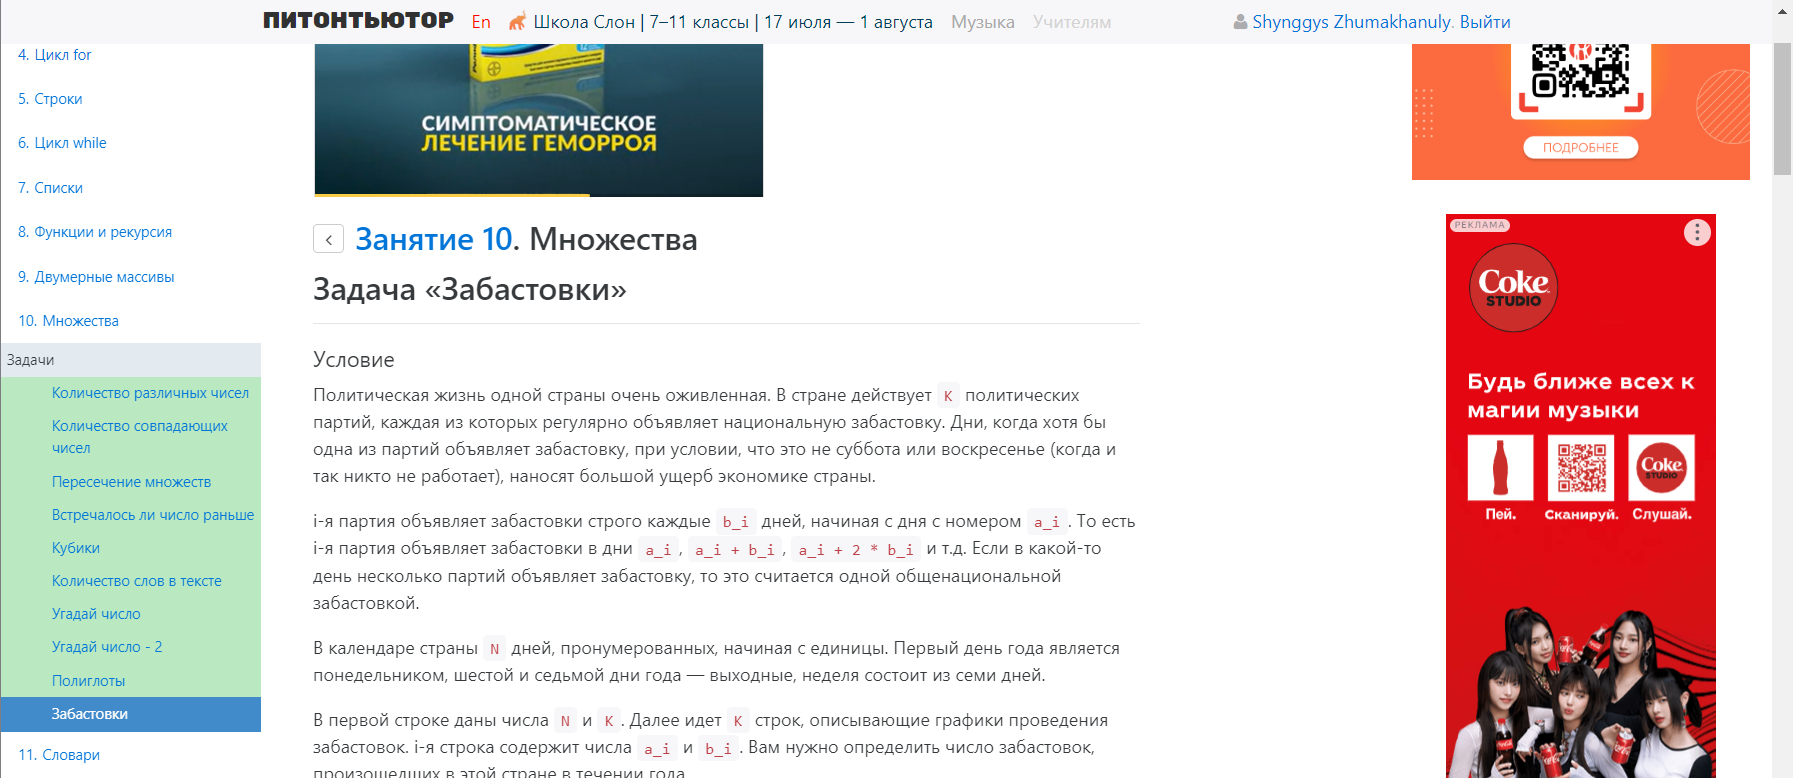 ПИТОНТЬЮТОР En Школа Слон | 7–11 классы | 17 июля — 1 августа Музыка Учителям Shynggys Zhumakhanuly. Выйти
4. Цикл for
5. Строки
6. Цикл while
7. Списки
8. Функции и рекурсия
9. Двумерные массивы
10. Множества
Задачи
Количество различных чисел
Количество совпадающих
чисел
Пересечение множеств
Встречалось ли число раньше
Кубики
Количество слов в тексте
Угадай число
Угадай число - 2
Полиглоты
Забастовки
11. Словари
СИМПТОМАТИЧЕСКОЕ
ЛЕЧЕНИЕ ГЕМОРРОЯ
Занятие 10. Множества
Задача «Забастовки»
Условие
Политическая жизнь одной страны очень оживленная. В стране действует K политических
партий, каждая из которых регулярно объявляет национальную забастовку. Дни, когда хотя бы
одна из партий объявляет забастовку, при условии, что это не суббота или воскресенье (когда и
так никто не работает), наносят большой ущерб экономике страны.
i-я партия объявляет забастовки строго каждые b_i дней, начиная с дня с номером a_i. То есть
i-я партия объявляет забастовки в дни a_i, a_i + b_i, a_i + 2 * b_i и т.д. Если в какой-то
день несколько партий объявляет забастовку, то это считается одной общенациональной
забастовкой.
В календаре страны N дней, пронумерованных, начиная с единицы. Первый день года является
понедельником, шестой и седьмой дни года — выходные, неделя состоит из семи дней.
В первой строке даны числа N и K. Далее идет K строк, описывающие графики проведения
забастовок. i-я строка содержит числа a_i и b_i. Вам нужно определить число забастовок,
произошедших в этой стране в течении года
ПОДРОБНЕЕ
РЕКЛАМА
Coke
STUDIO
Будь ближе всех к
магии музыки
Coke
STUDIO
Пей. Сканируй. Слушай.